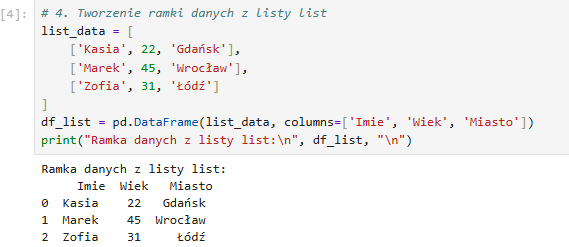 [4]: # 4. Tworzenie ramki danych z listy list
list_data = [
    ['Kasia', 22, 'Gdańsk'],
    ['Marek', 45, 'Wrocław'],
    ['Zofia', 31, 'Łódź']
]
df_list = pd.DataFrame(list_data, columns=['Imie', 'Wiek', 'Miasto'])
print("Ramka danych z listy list:\n", df_list, "\n")
Ramka danych z listy list:
     Imie  Wiek   Miasto
0  Kasia    22   Gdańsk
1  Marek    45  Wrocław
2  Zofia    31     Łódź